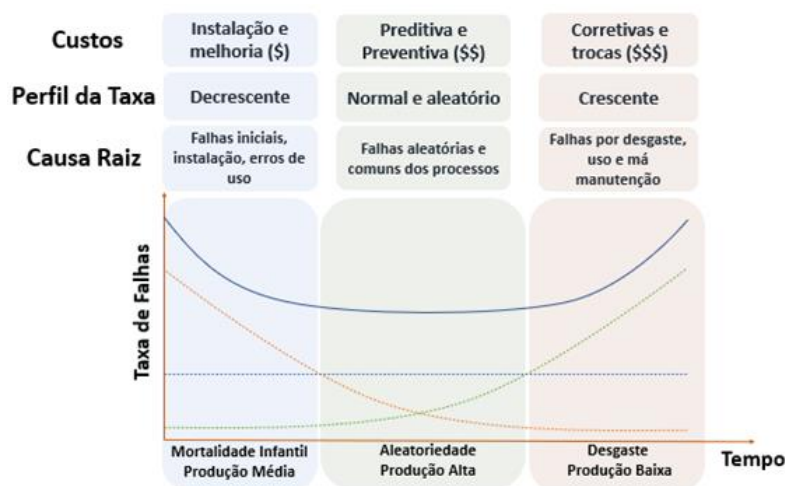 Custos
Instalação e
melhoria ($)
Preditiva e
Preventiva ($$)
Corretivas e
trocas ($$$)
Perfil da Taxa
Decrescente
Normal e aleatório
Crescente
Causa Raiz
Falhas iniciais,
instalação, erros de
uso
Falhas aleatórias e
comuns dos processos
Falhas por desgaste,
uso e má
manutenção
Taxa de Falhas
Mortalidade Infantil
Produção Média
Aleatoriedade
Produção Alta
Desgaste
Produção Baixa
Tempo